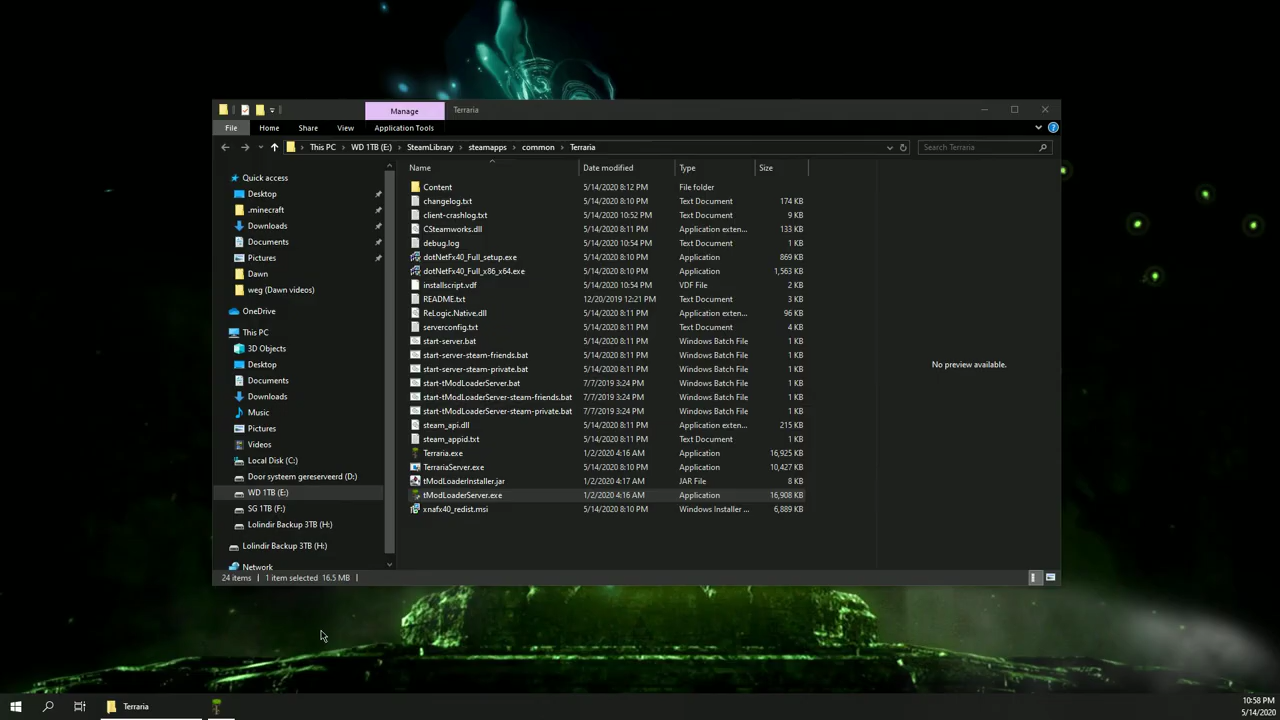 Manage
Terraria
File
Home
Share
View
Application Tools
This PC
WD 1TB (E:)
SteamLibrary
steamapps
common
Terraria
Search Terraria
Quick access
Desktop
.minecraft
Downloads
Documents
Pictures
Dawn
weg (Dawn videos)
OneDrive
This PC
3D Objects
Desktop
Documents
Downloads
Music
Pictures
Videos
Local Disk (C:)
Door systeem gereserveerd (D:)
WD 1TB (E:)
SG 1TB (F:)
Lolindir Backup 3TB (H:)
Lolindir Backup 3TB (H:)
Network
Name Date modified Type Size
Content 5/14/2020 8:12 PM File folder
changelog.txt 5/14/2020 8:10 PM Text Document 174 KB
client-crashlog.txt 5/14/2020 10:52 PM Text Document 9 KB
CSteamworks.dll 5/14/2020 8:11 PM Application exten... 133 KB
debug.log 5/14/2020 10:54 PM Text Document 1 KB
dotNetFx40_Full_setup.exe 5/14/2020 8:10 PM Application 869 KB
dotNetFx40_Full_x86_x64.exe 5/14/2020 8:10 PM Application 1,563 KB
installscript.vdf 5/14/2020 10:54 PM VDF File 2 KB
README.txt 12/20/2019 12:21 PM Text Document 3 KB
ReLogic.Native.dll 5/14/2020 8:11 PM Application exten... 96 KB
serverconfig.txt 5/14/2020 8:11 PM Text Document 4 KB
start-server.bat 5/14/2020 8:11 PM Windows Batch File 1 KB
start-server-steam-friends.bat 5/14/2020 8:11 PM Windows Batch File 1 KB
start-server-steam-private.bat 5/14/2020 8:11 PM Windows Batch File 1 KB
start-tModLoaderServer.bat 7/7/2019 3:24 PM Windows Batch File 1 KB
start-tModLoaderServer-steam-friends.bat 7/7/2019 3:24 PM Windows Batch File 1 KB
start-tModLoaderServer-steam-private.bat 7/7/2019 3:24 PM Windows Batch File 1 KB
steam_api.dll 5/14/2020 8:11 PM Application exten... 215 KB
steam_appid.txt 5/14/2020 8:11 PM Text Document 1 KB
Terraria.exe 1/2/2020 4:16 AM Application 16,925 KB
TerrariaServer.exe 5/14/2020 8:10 PM Application 10,427 KB
tModLoaderInstaller.jar 1/2/2020 4:17 AM JAR File 8 KB
tModLoaderServer.exe 1/2/2020 4:16 AM Application 16,908 KB
xnafx40_redist.msi 5/14/2020 8:10 PM Windows Installer ... 6,889 KB
No preview available.
24 items 1 item selected 16.5 MB
Terraria
10:58 PM
5/14/2020